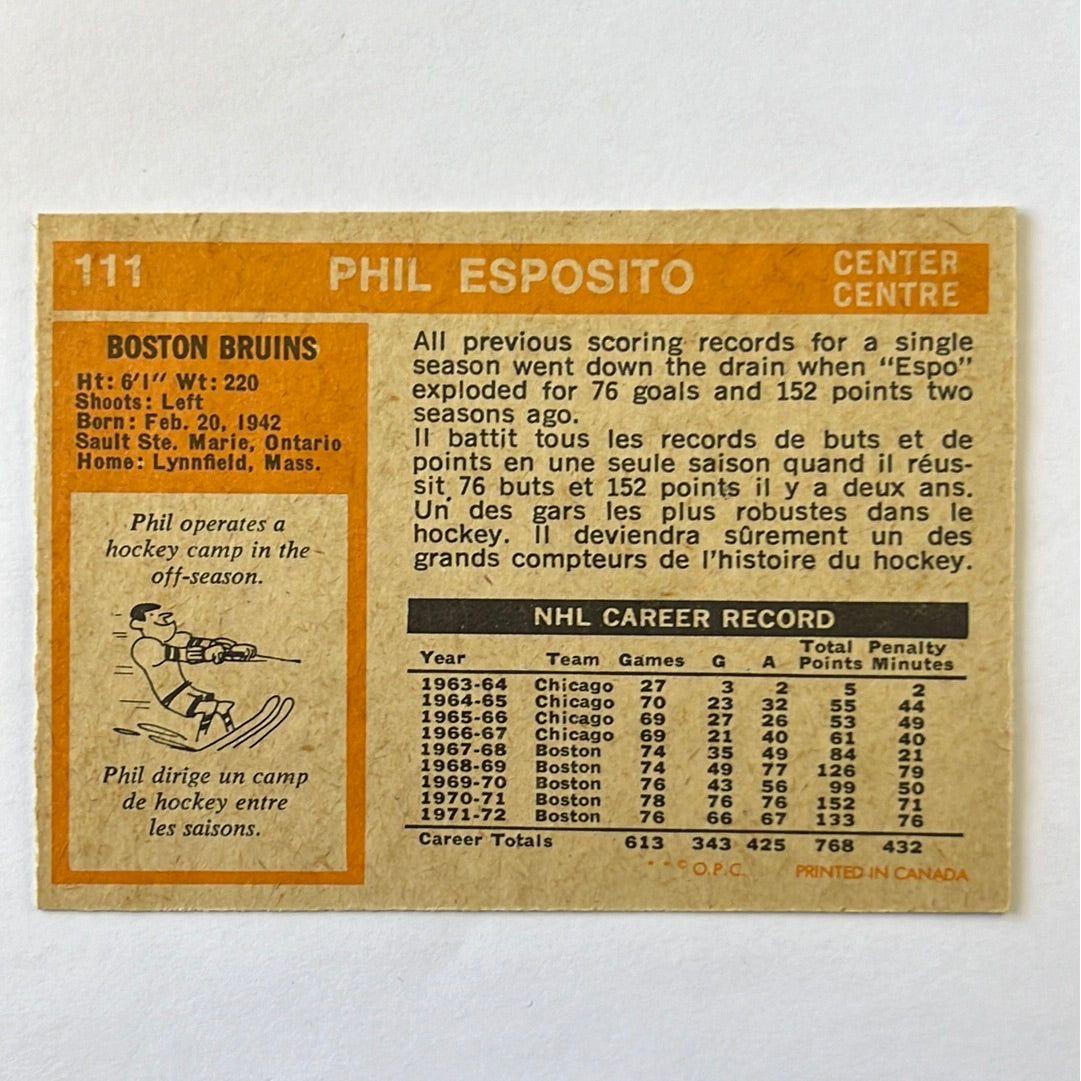 111 PHIL ESPOSITO CENTER
CENTRE
BOSTON BRUINS
Ht: 6'1" Wt: 220
Shoots: Left
Born: Feb. 20, 1942
Sault Ste. Marie, Ontario
Home: Lynnfield, Mass.
Phil operates a
hockey camp in the
off-season.
Phil dirige un camp
de hockey entre
les saisons.
All previous scoring records for a single
season went down the drain when "Espo"
exploded for 76 goals and 152 points two
seasons ago.
Il battit tous les records de buts et de
points en une seule saison quand il réus-
sit 76 buts et 152 points il y a deux ans.
Un des gars les plus robustes dans le
hockey. Il deviendra sûrement un des
grands compteurs de l'histoire du hockey.
NHL CAREER RECORD
Year Team Games G A Total Points Penalty Minutes
1963-64 Chicago 27 3 2 5 2
1964-65 Chicago 70 23 32 55 44
1965-66 Chicago 69 27 26 53 49
1966-67 Chicago 69 21 40 61 40
1967-68 Boston 74 35 49 84 21
1968-69 Boston 74 49 77 126 79
1969-70 Boston 76 43 56 99 50
1970-71 Boston 78 76 76 152 71
1971-72 Boston 76 66 67 133 76
Career Totals 613 343 425 768 432
* * © O.P.C. PRINTED IN CANADA